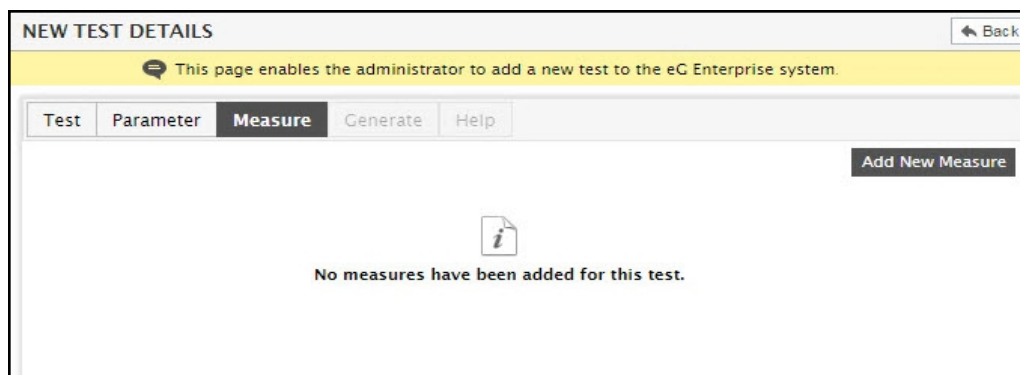 NEW TEST DETAILS
Back
This page enables the administrator to add a new test to the eG Enterprise system.
Test Parameter Measure Generate Help
Add New Measure
i
No measures have been added for this test.